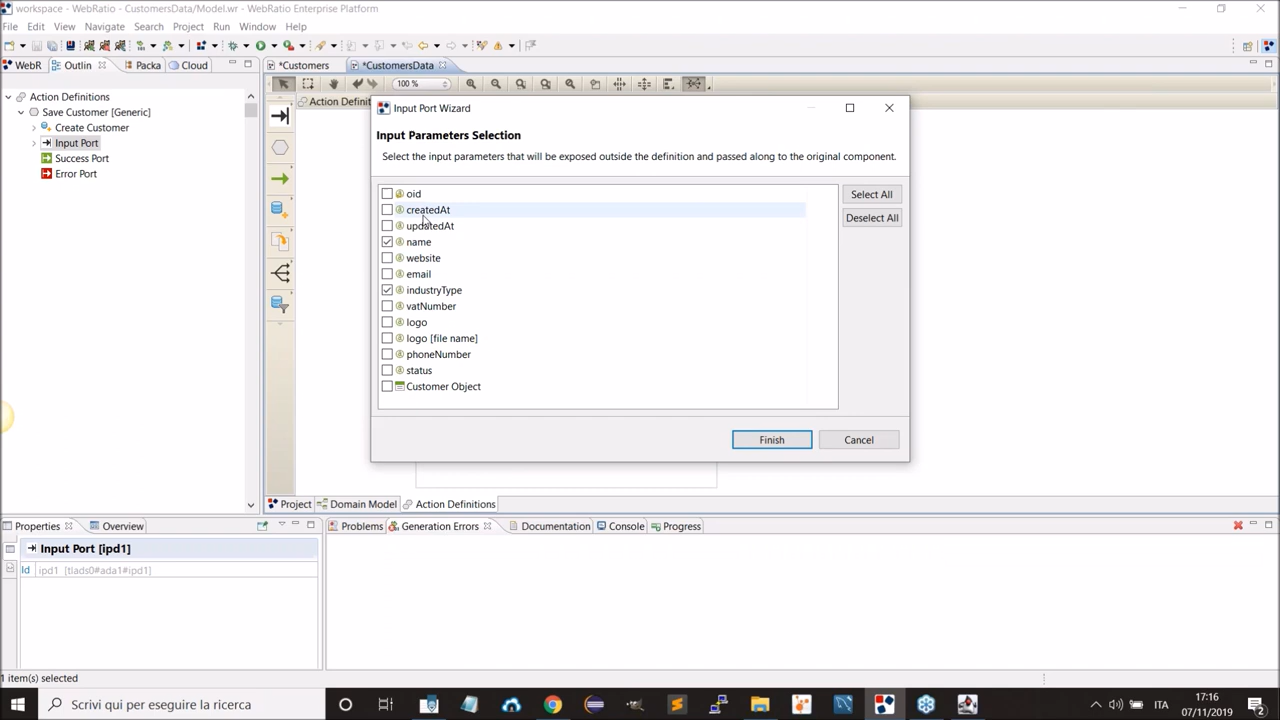 workspace - WebRatio - CustomersData/Model.wr - WebRatio Enterprise Platform
File Edit View Navigate Search Project Run Window Help
WebR Outlin Packa Cloud *Customers *CustomersData
100 %
Action Definitions
Action Definit
Save Customer [Generic]
Create Customer
Input Port
Success Port
Error Port
Input Port Wizard
Input Parameters Selection
Select the input parameters that will be exposed outside the definition and passed along to the original component.
oid
createdAt
updatedAt
name
website
email
industryType
vatNumber
logo
logo [file name]
phoneNumber
status
Customer Object
Select All
Deselect All
Finish Cancel
Project Domain Model Action Definitions
Properties Overview
Problems Generation Errors Documentation Console Progress
Input Port [ipd1]
Id ipd1 [tiads0#ada1#ipd1]
1 item(s) selected
Scrivi qui per eseguire la ricerca
ITA
17:16
07/11/2019
2